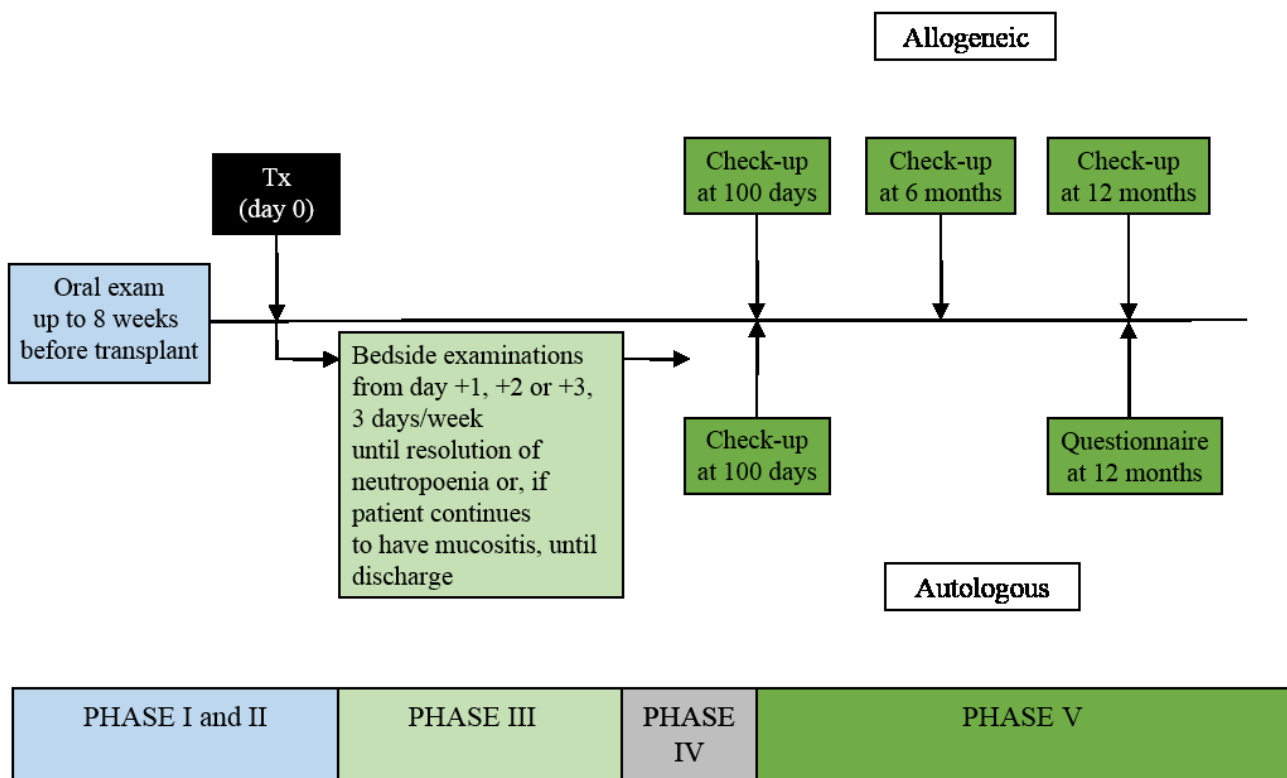 Allogeneic
Tx
(day 0)
Check-up
at 100 days
Check-up
at 6 months
Check-up
at 12 months
Oral exam
up to 8 weeks
before transplant
Bedside examinations
from day +1, +2 or +3,
3 days/week
until resolution of
neutropoenia or, if
patient continues
to have mucositis, until
discharge
Check-up
at 100 days
Questionnaire
at 12 months
Autologous
PHASE I and II
PHASE III
PHASE
IV
PHASE V